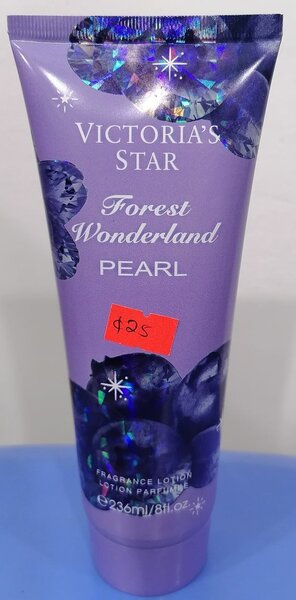 VICTORIA'S
STAR
Forest
Wonderland
PEARL
¢25
FRAGRANCE LOTION
LOTION PARFUMÉE
℮236ml/8fl.oz.